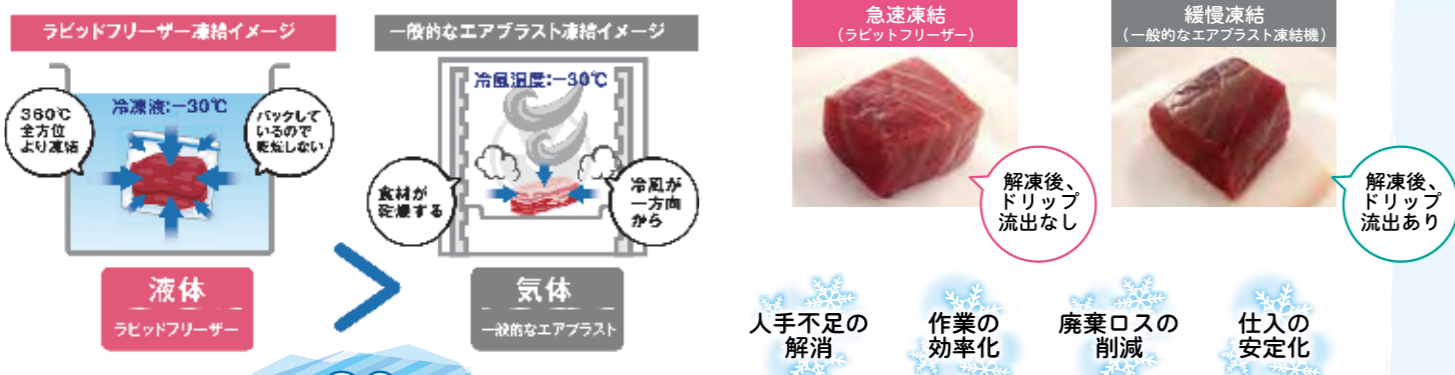 ラビッドフリーザー凍結イメージ
冷凍液:−30℃
360℃
全方位
より凍結
パックして
いるので
乾燥しない
液体
ラビッドフリーザー
一般的なエアブラスト凍結イメージ
冷風温度:−30℃
食材が
乾燥する
冷風が
一方向
から
気体
一般的なエアブラスト
急速凍結
(ラピットフリーザー)
解凍後、
ドリップ
流出なし
緩慢凍結
(一般的なエアブラスト凍結機)
解凍後、
ドリップ
流出あり
人手不足の
解消
作業の
効率化
廃棄ロスの
削減
仕入の
安定化